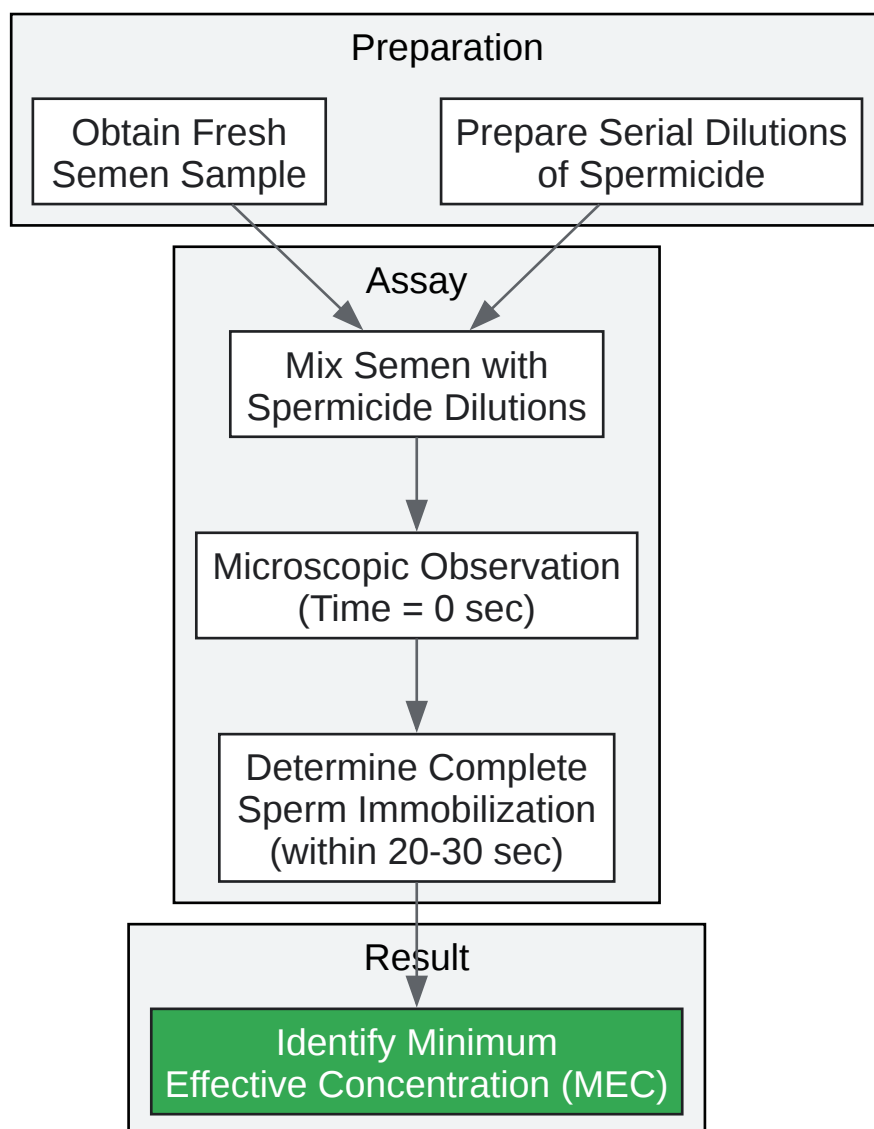 Preparation
Obtain Fresh
Semen Sample
Prepare Serial Dilutions
of Spermicide
Assay
Mix Semen with
Spermicide Dilutions
Microscopic Observation
(Time = 0 sec)
Determine Complete
Sperm Immobilization
(within 20-30 sec)
Result
Identify Minimum
Effective Concentration (MEC)